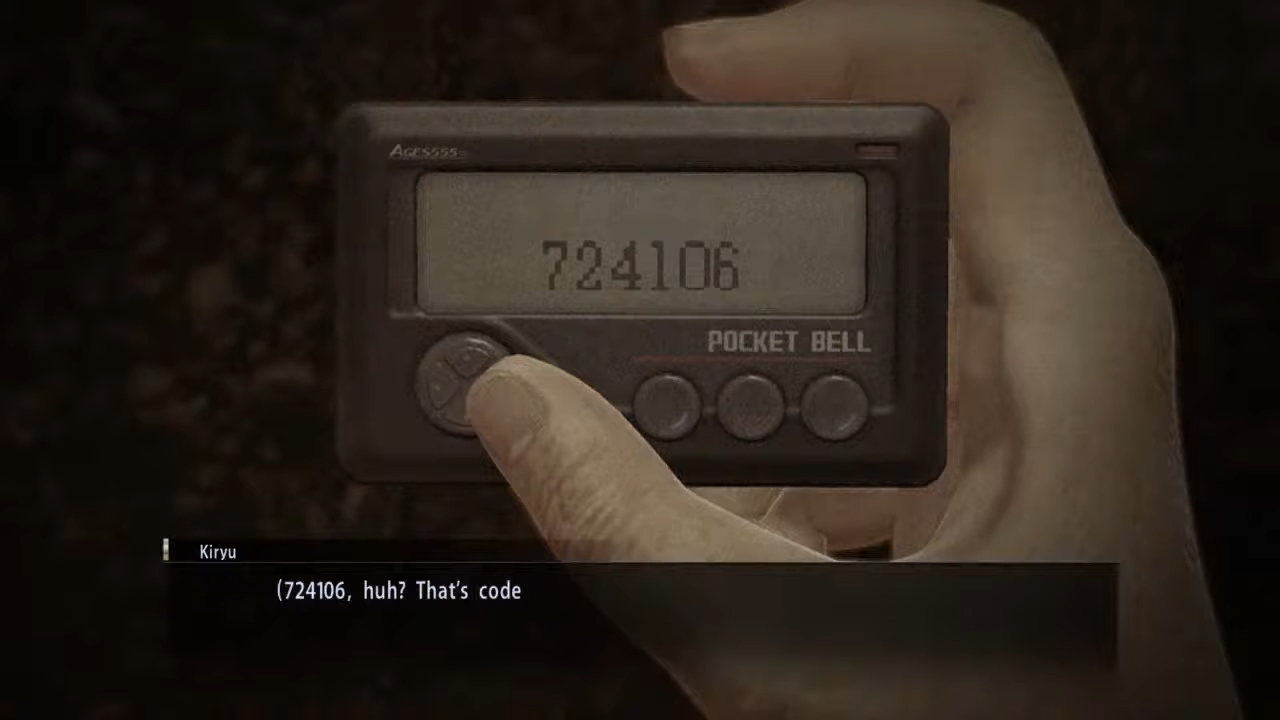 AGES555
724106
POCKET BELL
Kiryu
(724106, huh? That's code